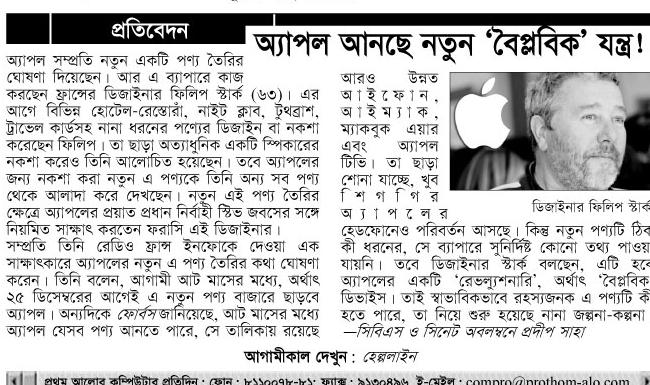 প্রতিবেদন
অ্যাপল আনছে নতুন ‘বৈপ্লবিক’ যন্ত্র!
অ্যাপল সম্প্রতি নতুন একটি পণ্য তৈরির
ঘোষণা দিয়েছেন। আর এ ব্যাপারে কাজ
করছেন ফ্রান্সের ডিজাইনার ফিলিপ স্টার্ক (৬৩)। এর
আগে বিভিন্ন হোটেল-রেস্তোরাঁ, নাইট ক্লাব, টুথব্রাশ,
ট্রাভেল কার্ডসহ নানা ধরনের পণ্যের ডিজাইন বা নকশা
করেছেন ফিলিপ। তা ছাড়া অত্যাধুনিক একটি স্পিকারের
নকশা করেও তিনি আলোচিত হয়েছেন। তবে অ্যাপলের
জন্য নকশা করা নতুন এ পণ্যকে তিনি অন্য সব পণ্য
থেকে আলাদা করে দেখছেন। নতুন এই পণ্য তৈরির
ক্ষেত্রে অ্যাপলের প্রয়াত প্রধান নির্বাহী স্টিভ জবসের সঙ্গে
নিয়মিত সাক্ষাৎ করতেন ফরাসি এই ডিজাইনার।
সম্প্রতি তিনি রেডিও ফ্রান্স ইনফোকে দেওয়া এক
সাক্ষাৎকারে অ্যাপলের নতুন এ পণ্য তৈরির কথা ঘোষণা
করেন। তিনি বলেন, আগামী আট মাসের মধ্যে, অর্থাৎ
২৫ ডিসেম্বরের আগেই এ নতুন পণ্য বাজারে ছাড়বে
অ্যাপল। অন্যদিকে ফোর্বস জানিয়েছে, আট মাসের মধ্যে
অ্যাপল যেসব পণ্য আনতে পারে, সে তালিকায় রয়েছে
আরও উন্নত
আইফোন,
আইম্যাক,
ম্যাকবুক এয়ার
এবং অ্যাপল
টিভি। তা ছাড়া
শোনা যাচ্ছে, খুব
শিগগির
অ্যাপলের
ডিজাইনার ফিলিপ স্টার্ক
হেডফোনেও পরিবর্তন আসছে। কিন্তু নতুন পণ্যটি ঠিক
কী ধরনের, সে ব্যাপারে সুনির্দিষ্ট কোনো তথ্য পাওয়া
যায়নি। তবে ডিজাইনার স্টার্ক বলছেন, এটি হবে
অ্যাপলের একটি ‘রেভল্যুশনারি’, অর্থাৎ ‘বৈপ্লবিক’
ডিভাইস। তাই স্বাভাবিকভাবে রহস্যজনক এ পণ্যটি কী
হতে পারে, তা নিয়ে শুরু হয়েছে নানা জল্পনা-কল্পনা।
—সিবিএস ও সিনেট অবলম্বনে প্রদীপ সাহা
আগামীকাল দেখুন : হেল্পলাইন
প্রথম আলোর কম্পিউটার প্রতিদিন : ফোন : ৮১১০০৭৮-৮১; ফ্যাক্স : ৯১৩০৪৯৬ ই-মেইল : compro@prothom-alo.com